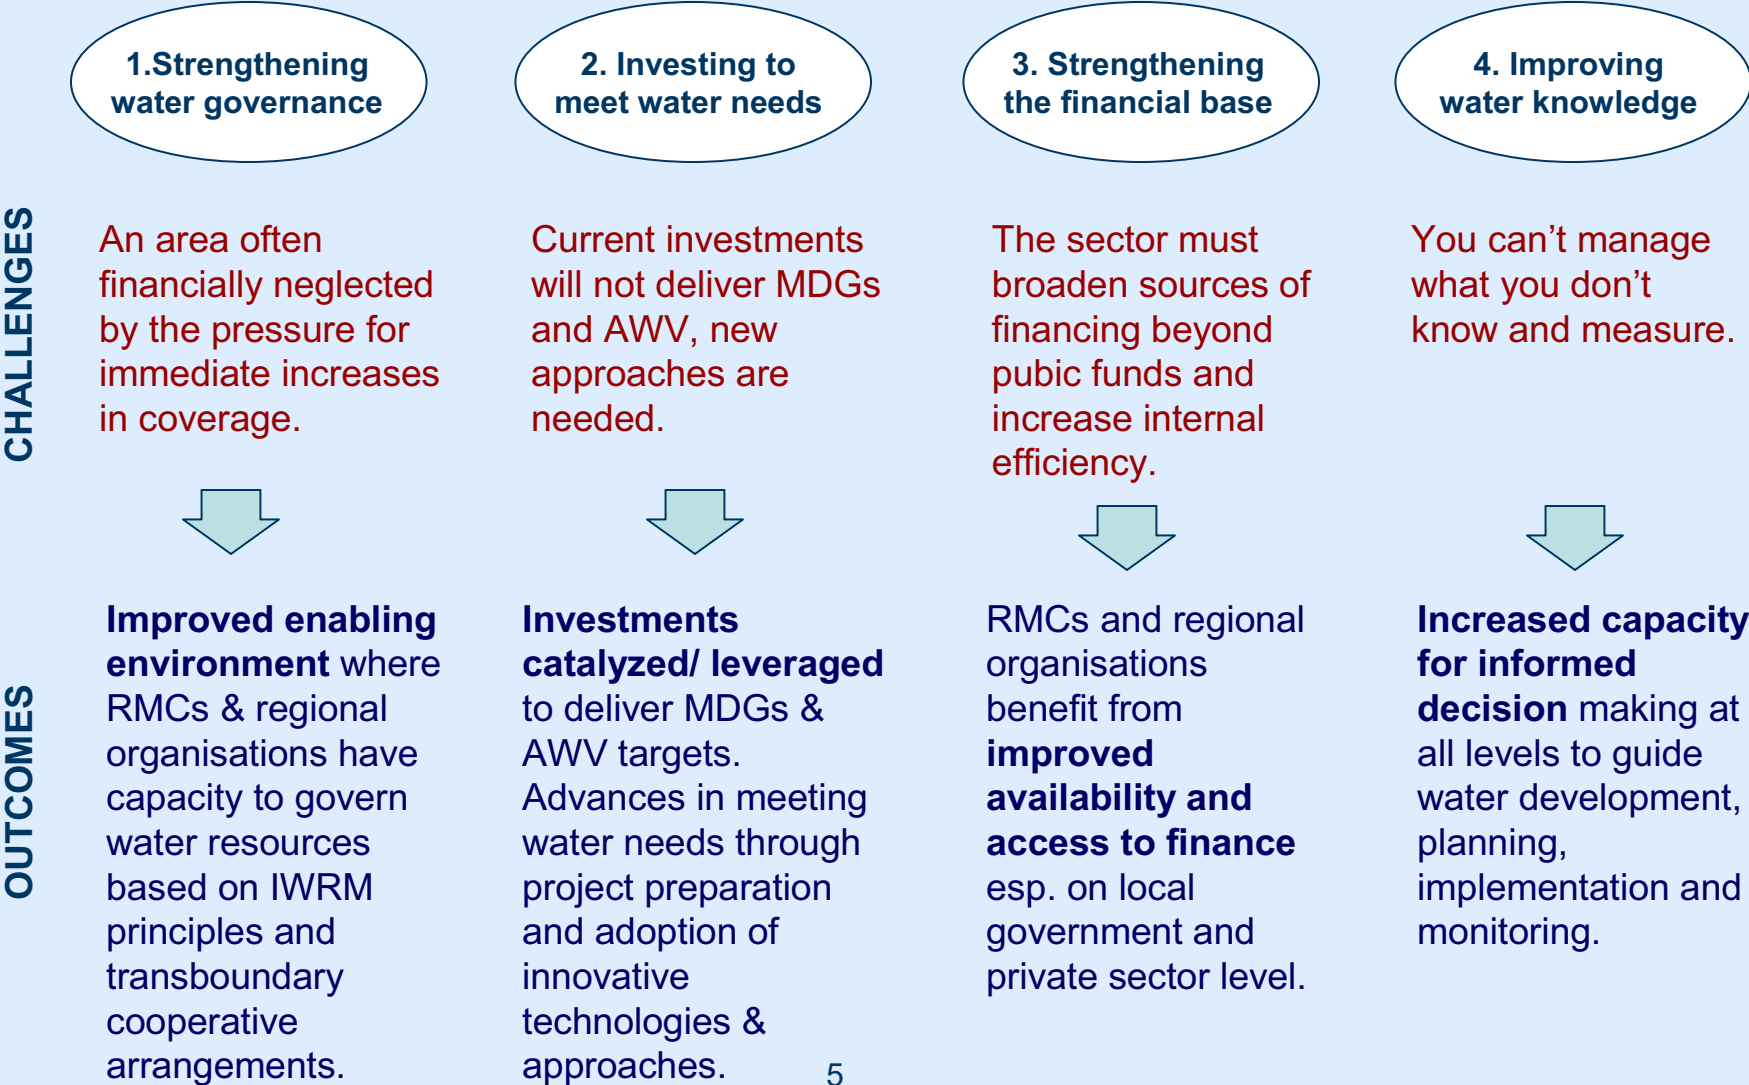 1.Strengthening
water governance
2. Investing to
meet water needs
3. Strengthening
the financial base
4. Improving
water knowledge
CHALLENGES
An area often
financially neglected
by the pressure for
immediate increases
in coverage.
Current investments
will not deliver MDGs
and AWV, new
approaches are
needed.
The sector must
broaden sources of
financing beyond
pubic funds and
increase internal
efficiency.
You can’t manage
what you don’t
know and measure.
OUTCOMES
Improved enabling
environment where
RMCs & regional
organisations have
capacity to govern
water resources
based on IWRM
principles and
transboundary
cooperative
arrangements.
Investments
catalyzed/ leveraged
to deliver MDGs &
AWV targets.
Advances in meeting
water needs through
project preparation
and adoption of
innovative
technologies &
approaches.
RMCs and regional
organisations
benefit from
improved
availability and
access to finance
esp. on local
government and
private sector level.
Increased capacity
for informed
decision making at
all levels to guide
water development,
planning,
implementation and
monitoring.
5